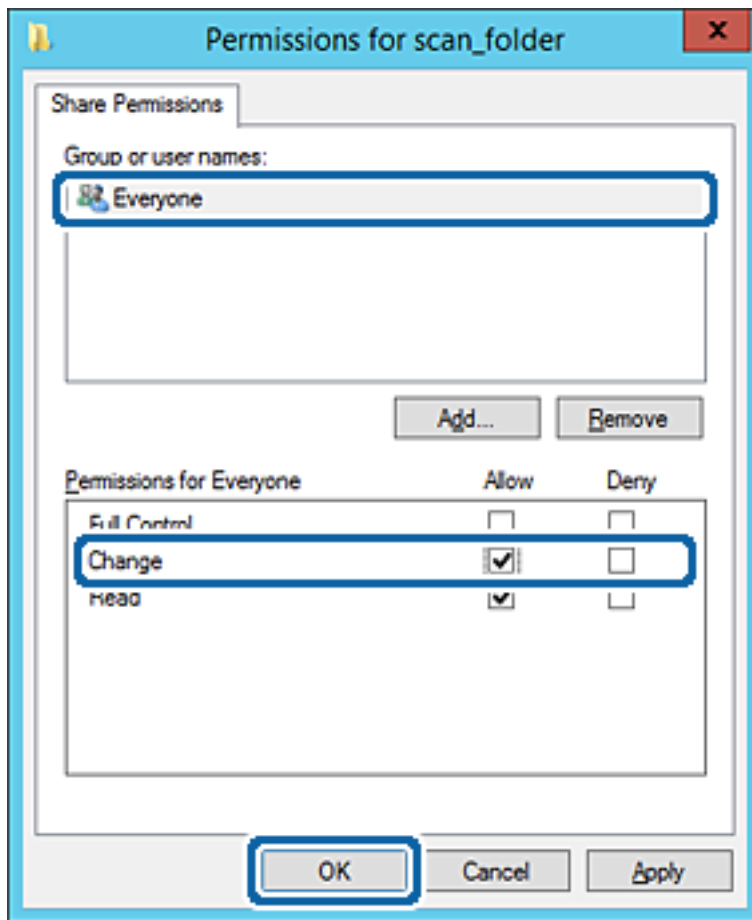 Permissions for scan_folder
Share Permissions
Group or user names:
Everyone
Add... Remove
Permissions for Everyone Allow Deny
Full Control
Change
Read
OK Cancel Apply